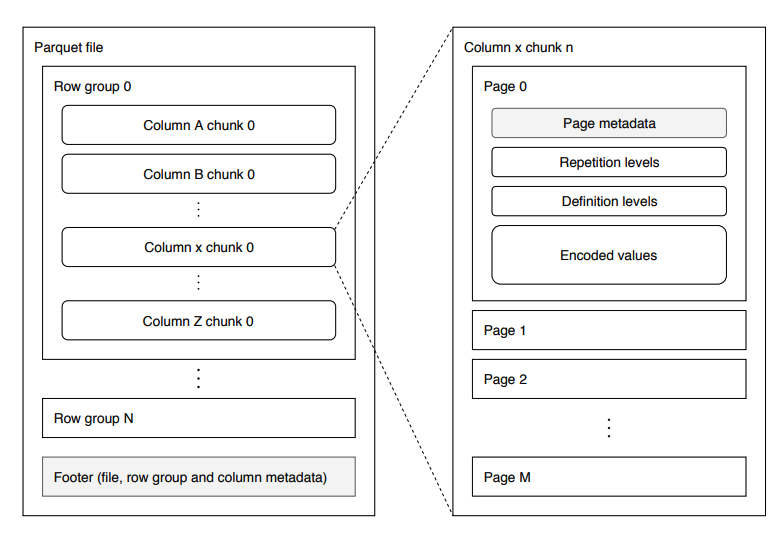 Parquet file
Row group 0
Column A chunk 0
Column B chunk 0
Column x chunk 0
Column Z chunk 0
Row group N
Footer (file, row group and column metadata)
Column x chunk n
Page 0
Page metadata
Repetition levels
Definition levels
Encoded values
Page 1
Page 2
Page M